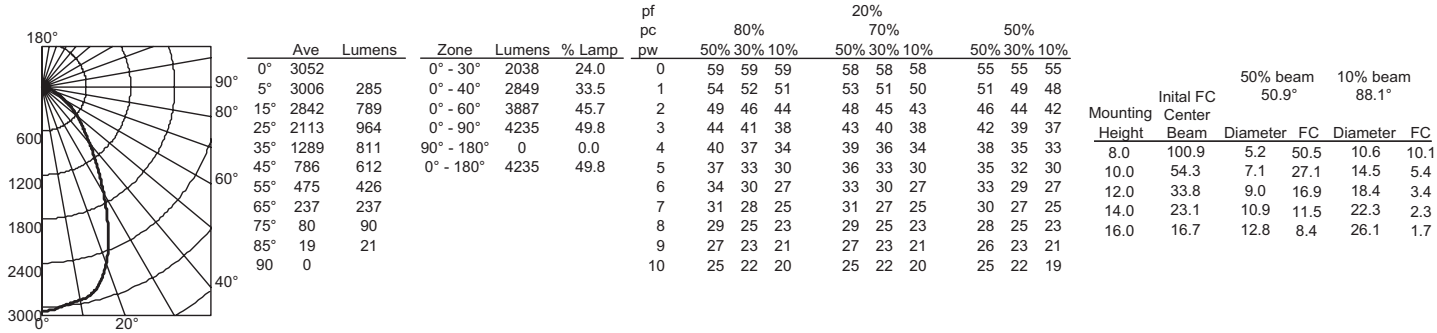 180°
90°
80°
60°
40°
20°
0°
600
1200
1800
2400
3000
Ave Lumens
0° 3052
5° 3006 285
15° 2842 789
25° 2113 964
35° 1289 811
45° 786 612
55° 475 426
65° 237 237
75° 80 90
85° 19 21
90 0
Zone Lumens % Lamp
0° - 30° 2038 24.0
0° - 40° 2849 33.5
0° - 60° 3887 45.7
0° - 90° 4235 49.8
90° - 180° 0 0.0
0° - 180° 4235 49.8
pf 20%
pc 80% 70% 50%
pw 50% 30% 10% 50% 30% 10% 50% 30% 10%
0 59 59 59 58 58 58 55 55 55
1 54 52 51 53 51 50 51 49 48
2 49 46 44 48 45 43 46 44 42
3 44 41 38 43 40 38 42 39 37
4 40 37 34 39 36 34 38 35 33
5 37 33 30 36 33 30 35 32 30
6 34 30 27 33 30 27 33 29 27
7 31 28 25 31 27 25 30 27 25
8 29 25 23 29 25 23 28 25 23
9 27 23 21 27 23 21 26 23 21
10 25 22 20 25 22 20 25 22 19
50% beam 10% beam
Inital FC 50.9° 88.1°
Mounting Center
Height Beam Diameter FC Diameter FC
8.0 100.9 5.2 50.5 10.6 10.1
10.0 54.3 7.1 27.1 14.5 5.4
12.0 33.8 9.0 16.9 18.4 3.4
14.0 23.1 10.9 11.5 22.3 2.3
16.0 16.7 12.8 8.4 26.1 1.7